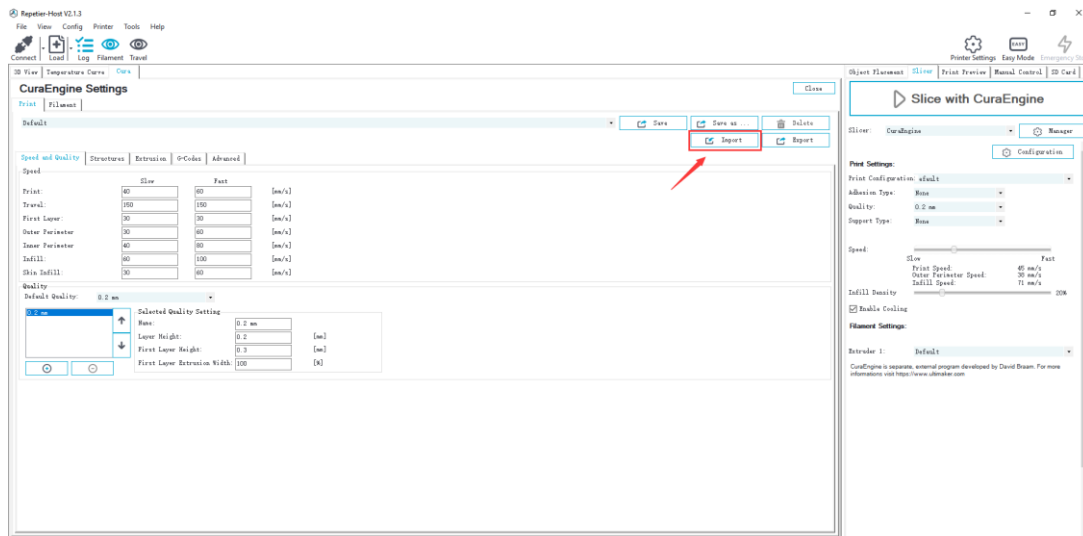 Repetier-Host V2.1.3
File View Config Printer Tools Help
Connect Load Log Filament Travel
Printer Settings Easy Mode Emergency St
EASY
3D View Temperature Curve Cura
Object Placement Slicer Print Preview Manual Control SD Card
CuraEngine Settings
Close
Print Filament
Default
Save Save as ... Delete
Import Export
Speed and Quality Structures Extrusion G-Codes Advanced
Speed
Slow Fast
Print: 40 60 [mm/s]
Travel: 150 150 [mm/s]
First Layer: 30 30 [mm/s]
Outer Perimeter 30 60 [mm/s]
Inner Perimeter 40 80 [mm/s]
Infill: 60 100 [mm/s]
Skin Infill: 30 60 [mm/s]
Quality
Default Quality: 0.2 mm
0.2 mm
Selected Quality Setting
Name: 0.2 mm
Layer Height: 0.2 [mm]
First Layer Height: 0.3 [mm]
First Layer Extrusion Width: 100 [%]
Slice with CuraEngine
Slicer: CuraEngine Manager
Configuration
Print Settings:
Print Configuration: efault
Adhesion Type: None
Quality: 0.2 mm
Support Type: None
Speed:
Slow Fast
Print Speed: 45 mm/s
Outer Perimeter Speed: 38 mm/s
Infill Speed: 71 mm/s
Infill Density 20%
Enable Cooling
Filament Settings:
Extruder 1: Default
CuraEngine is separate, external program developed by David Braam. For more
informations visit https://www.ultimaker.com